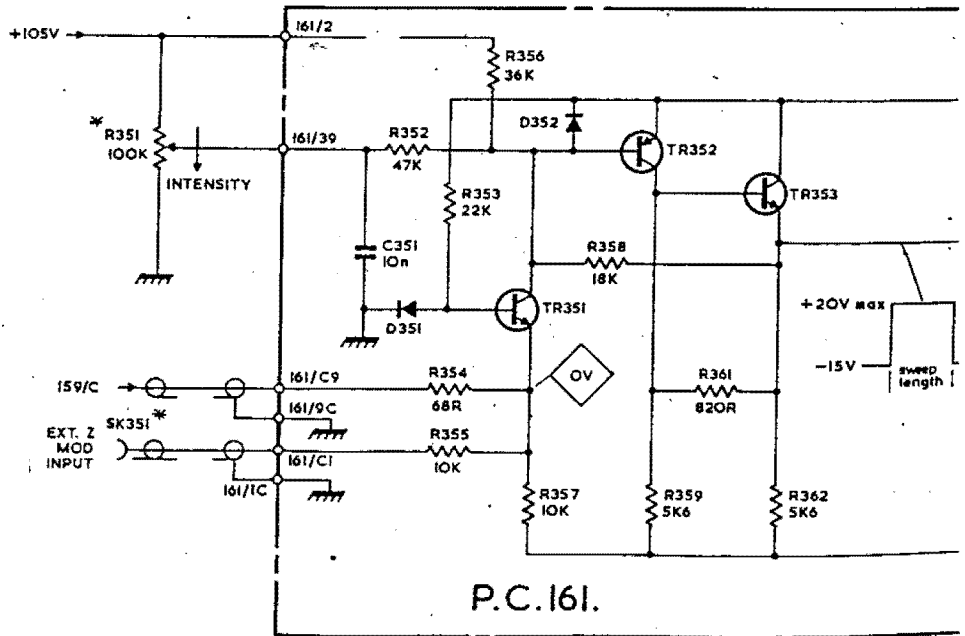 +105V
161/2
R356
36K
*
R351
100K
INTENSITY
161/39
R352
47K
D352
TR352
R353
22K
TR353
C351
10n
R358
18K
D351
TR351
+20V max
-15V
sweep
length
0V
159/C
161/C9
R354
68R
161/9C
R361
820R
SK351
*
EXT. Z
MOD
INPUT
161/C1
R355
10K
161/1C
R357
10K
R359
5K6
R362
5K6
P.C.161.